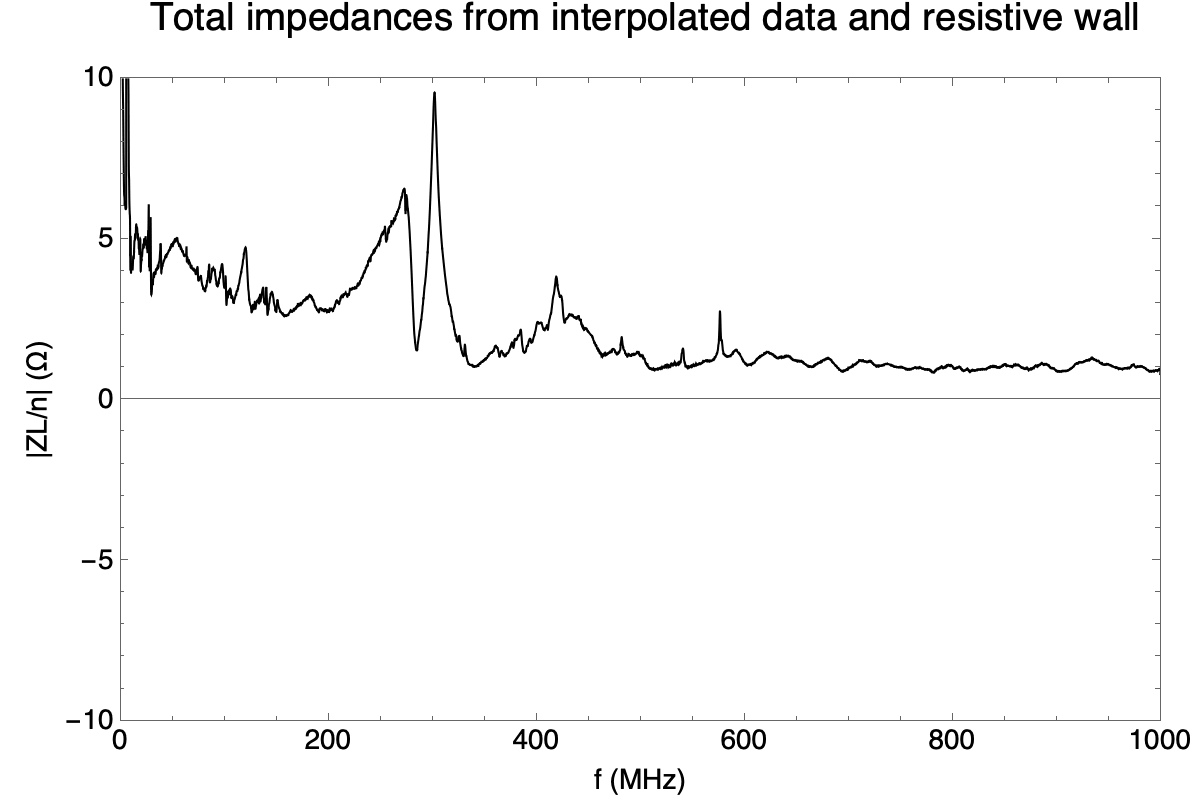 Total impedances from interpolated data and resistive wall
10
5
0
−5
−10
|ZL/n| (Ω)
0 200 400 600 800 1000
f (MHz)